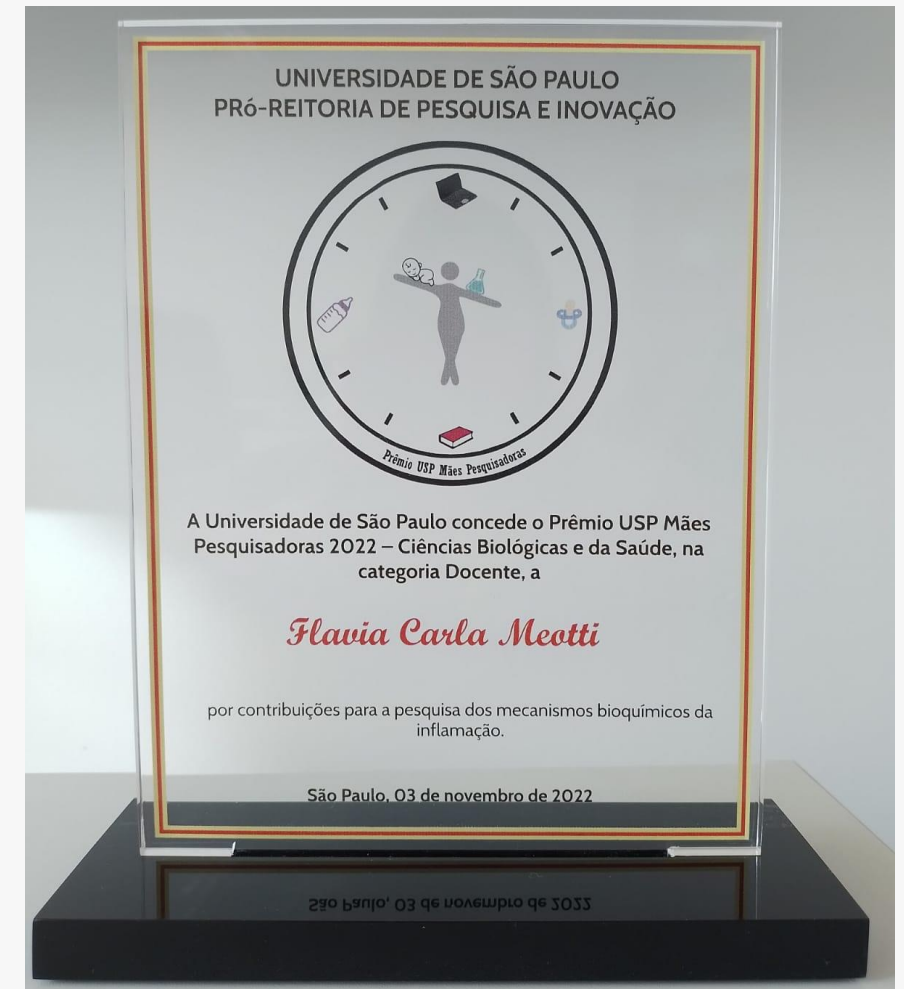 UNIVERSIDADE DE SÃO PAULO
PRó-REITORIA DE PESQUISA E INOVAÇÃO
Prêmio USP Mães Pesquisadoras
A Universidade de São Paulo concede o Prêmio USP Mães
Pesquisadoras 2022 – Ciências Biológicas e da Saúde, na
categoria Docente, a
Flavia Carla Meotti
por contribuições para a pesquisa dos mecanismos bioquímicos da
inflamação.
São Paulo, 03 de novembro de 2022
São Paulo, 03 de novembro de 2022